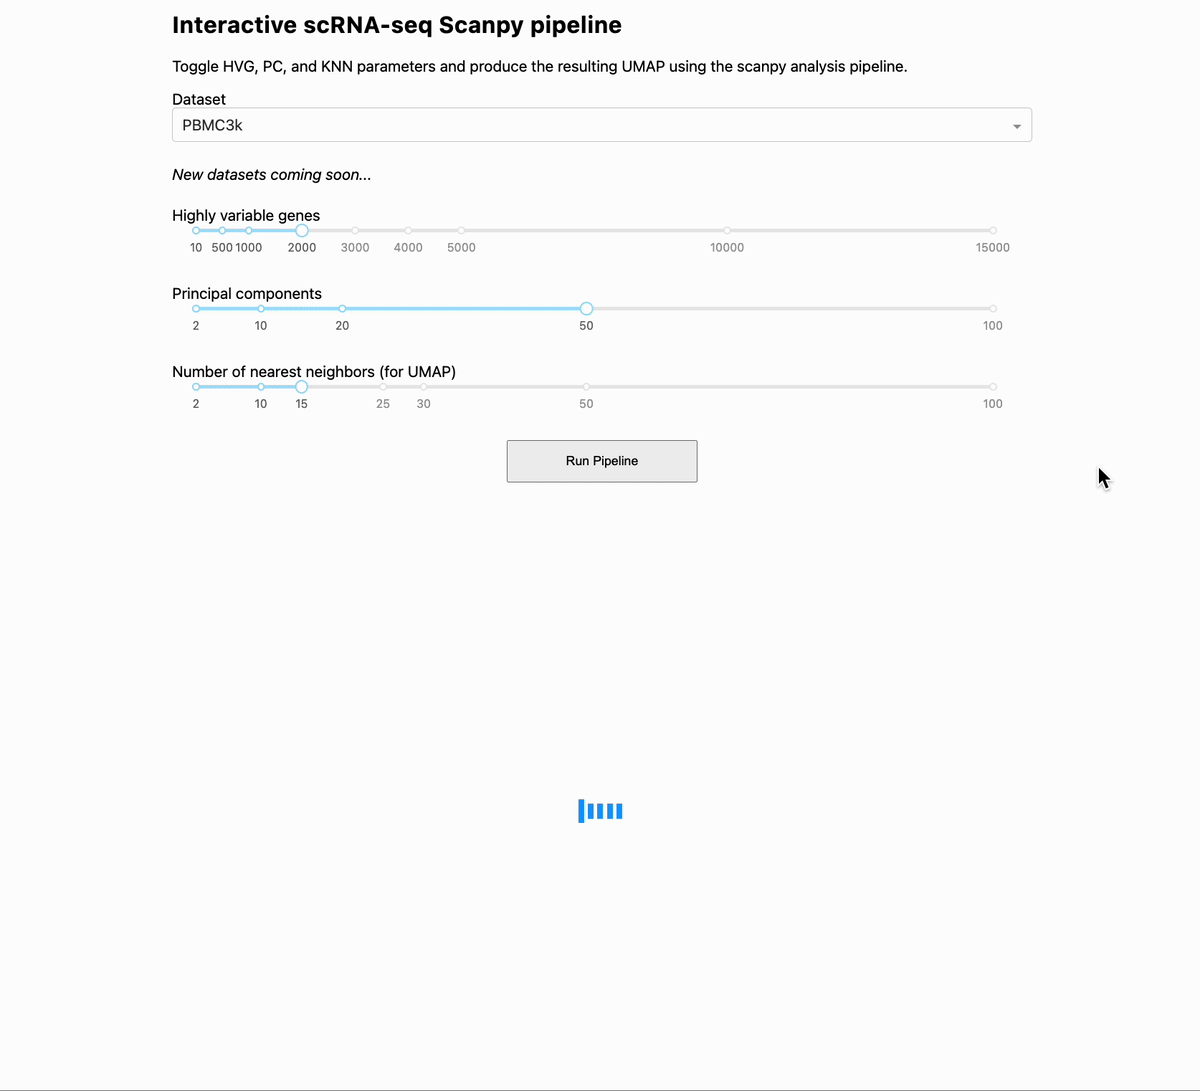 Interactive scRNA-seq Scanpy pipeline
Toggle HVG, PC, and KNN parameters and produce the resulting UMAP using the scanpy analysis pipeline.
Dataset
PBMC3k
New datasets coming soon...
Highly variable genes
10 500 1000 2000 3000 4000 5000 10000 15000
Principal components
2 10 20 50 100
Number of nearest neighbors (for UMAP)
2 10 15 25 30 50 100
Run Pipeline